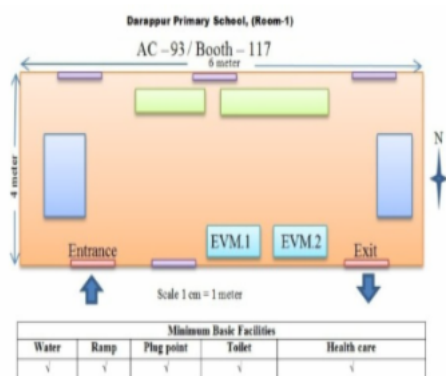 Darappur Primary School, (Room-1)
AC – 93 / Booth – 117
6 meter
4 meter
N
EVM.1 EVM.2
Entrance Exit
Scale 1 cm = 1 meter
Minimum Basic Facilities
Water Ramp Plug point Toilet Health care
√ √ √ √ √